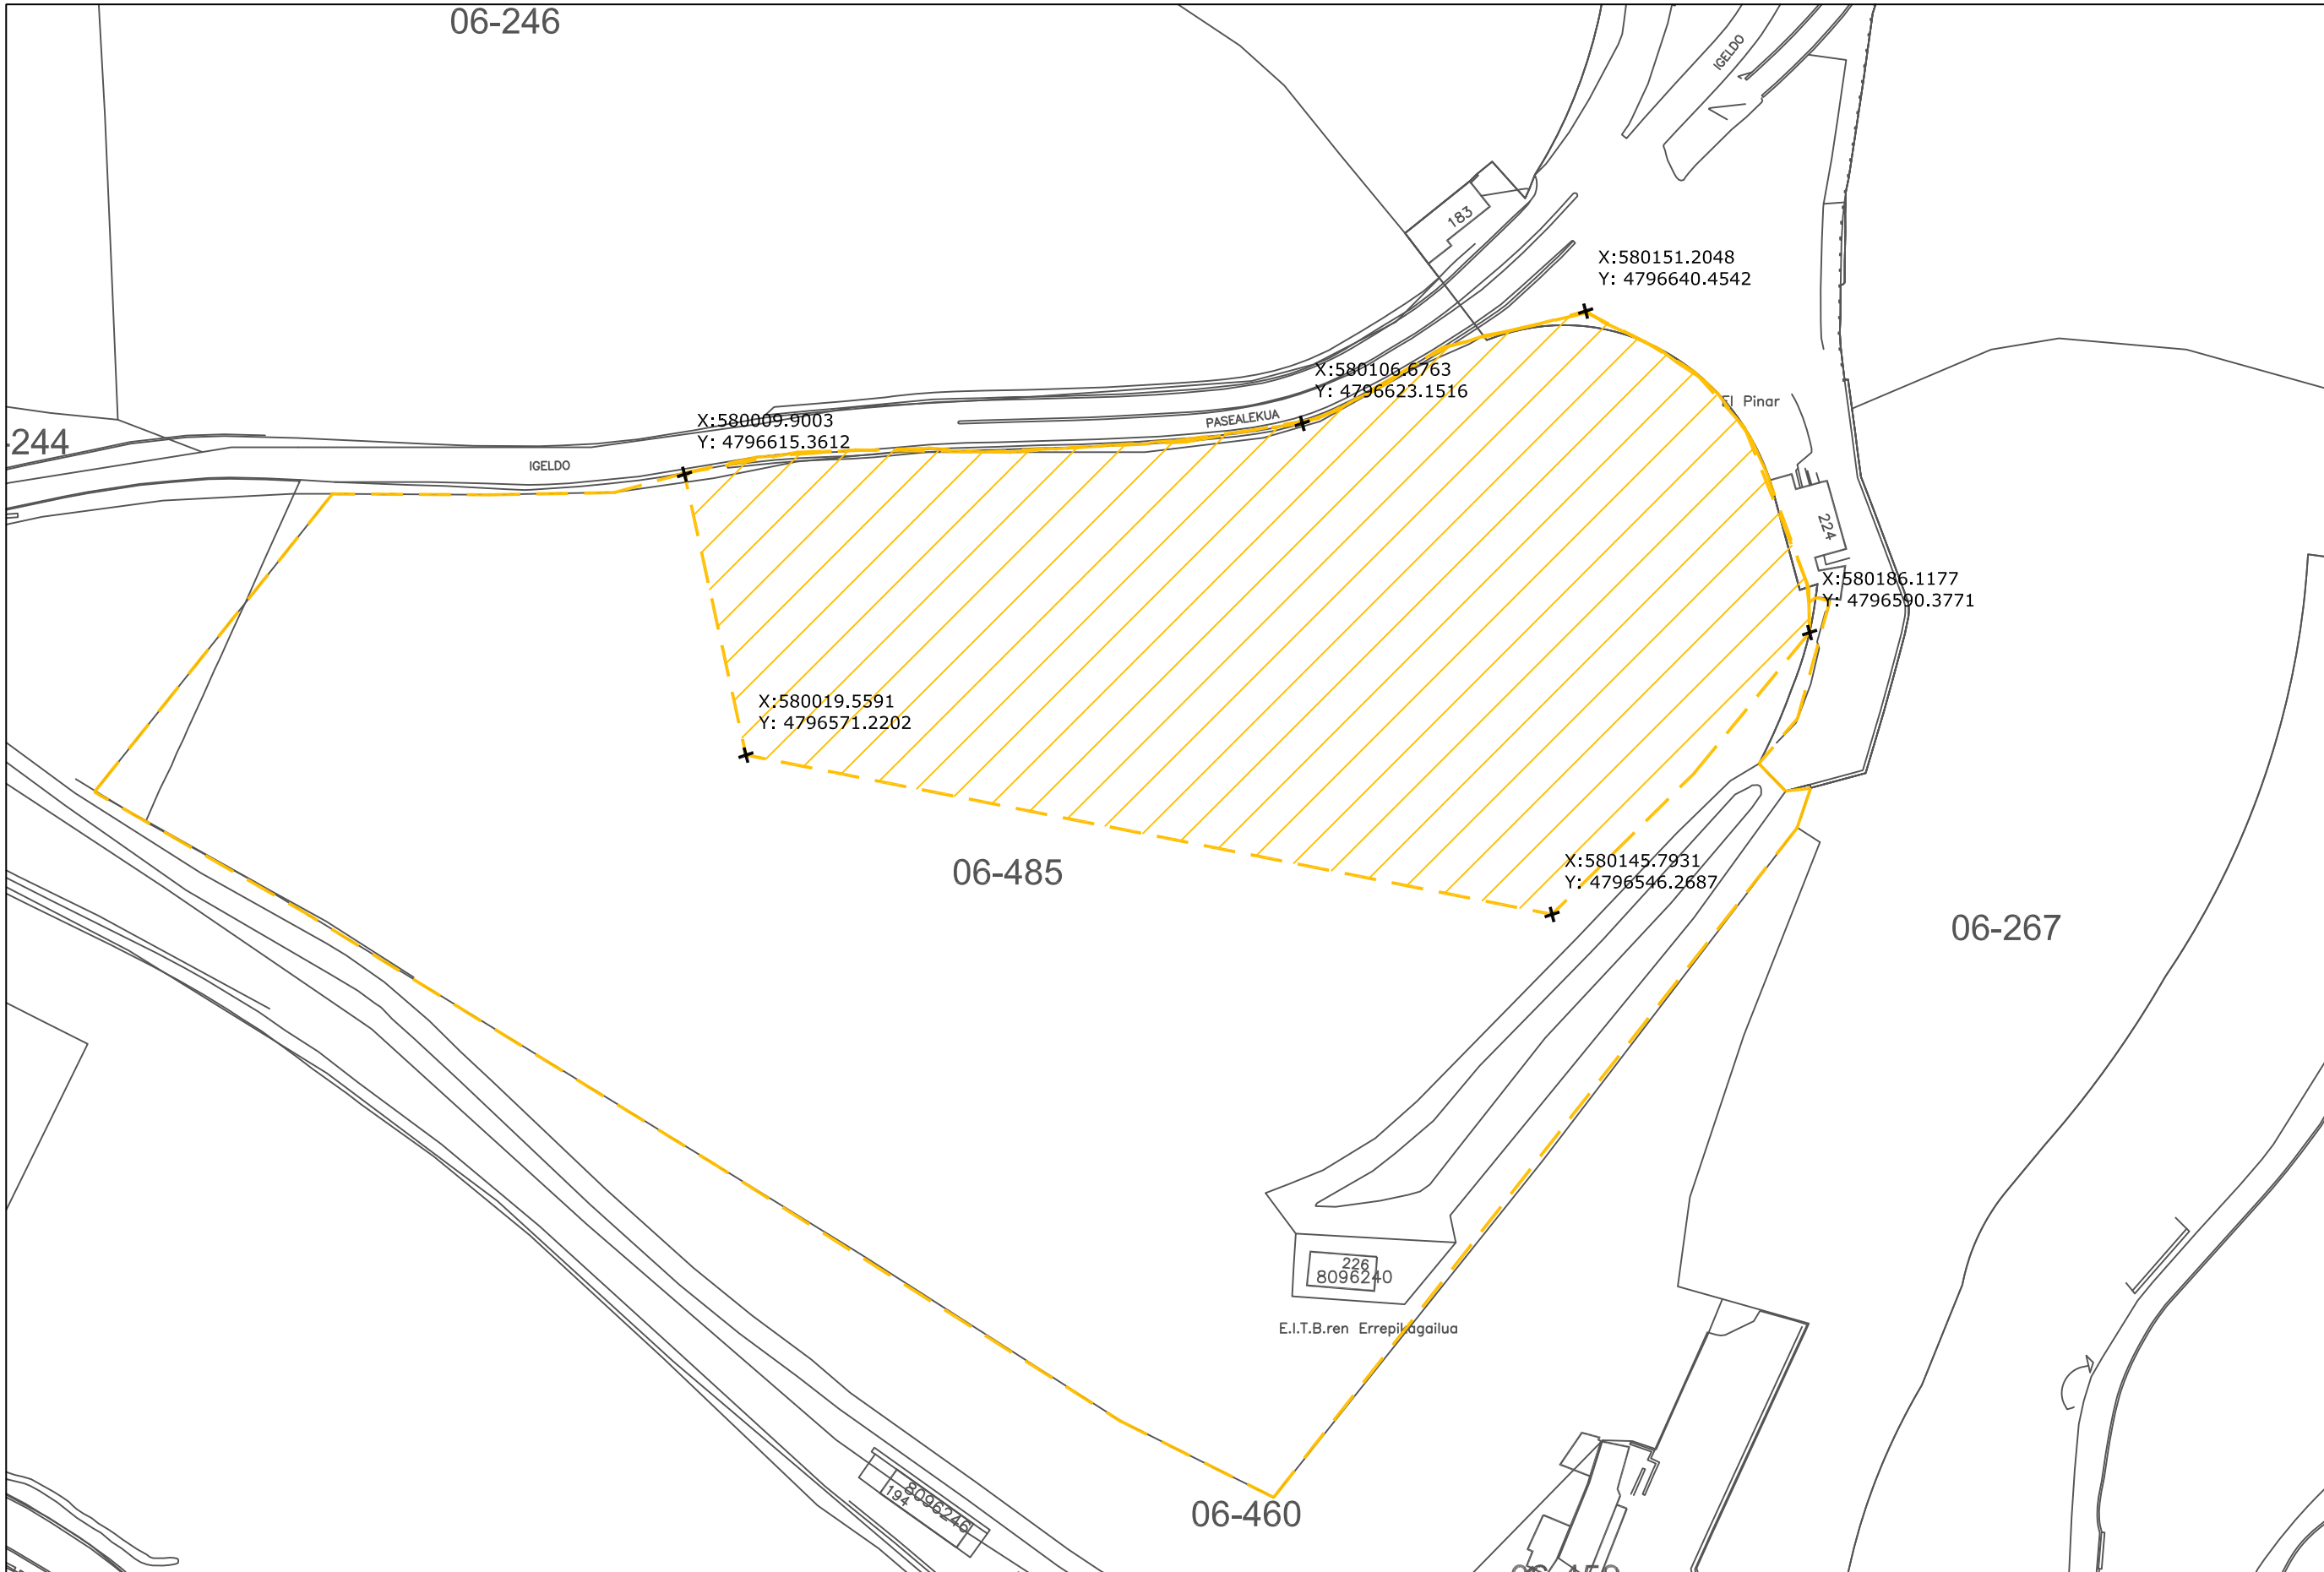 06-246
IGELDO
183
X:580151.2048
Y: 4796640.4542
X:580106.6763
Y: 4796623.1516
El Pinar
X:580009.9003
Y: 4796615.3612
PASEALEKUA
-244
IGELDO
224
X:580186.1177
Y: 4796590.3771
X:580019.5591
Y: 4796571.2202
06-485
X:580145.7931
Y: 4796546.2687
06-267
226
8096240
E.I.T.B.ren Errepikagailua
194
8096246
06-460